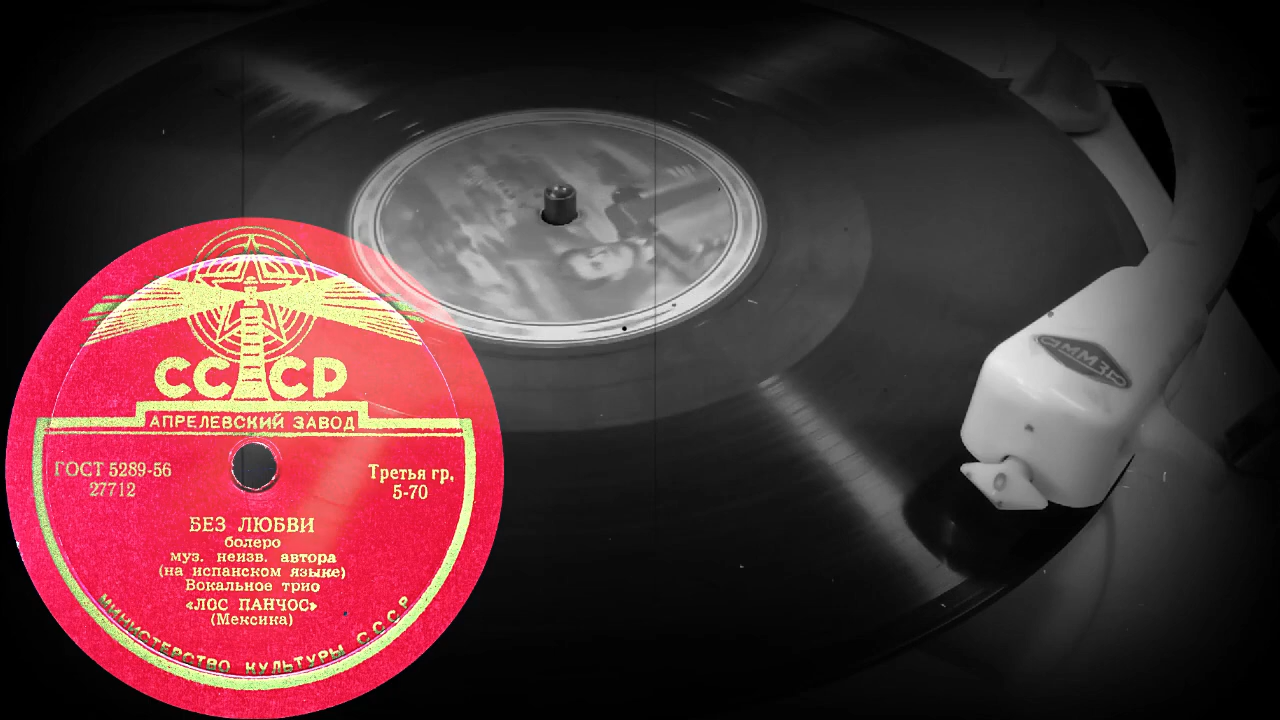 СССР
АПРЕЛЕВСКИЙ ЗАВОД
ГОСТ 5289-56
27712
Третья гр.
5-70
БЕЗ ЛЮБВИ
болеро
муз. неизв. автора
(на испанском языке)
Вокальное трио
«ЛОС ПАНЧОС»
(Мексика)
МИНИСТЕРСТВО КУЛЬТУРЫ СССР